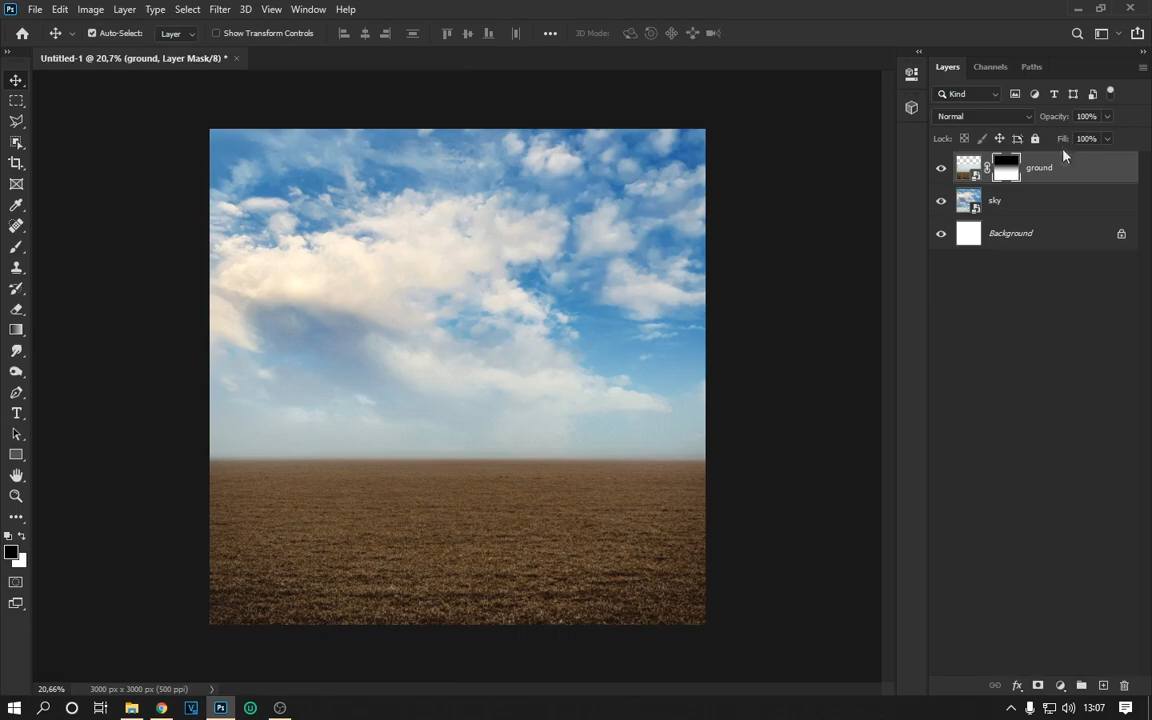 Ps File Edit Image Layer Type Select Filter 3D View Window Help
Auto-Select: Layer Show Transform Controls 3D Mode:
Untitled-1 @ 20,7% (ground, Layer Mask/8) * ×
Layers Channels Paths
Kind
Normal Opacity: 100%
Lock: Fill: 100%
ground
sky
Background
20,66% 3000 px x 3000 px (500 ppi)
Ps 13:07